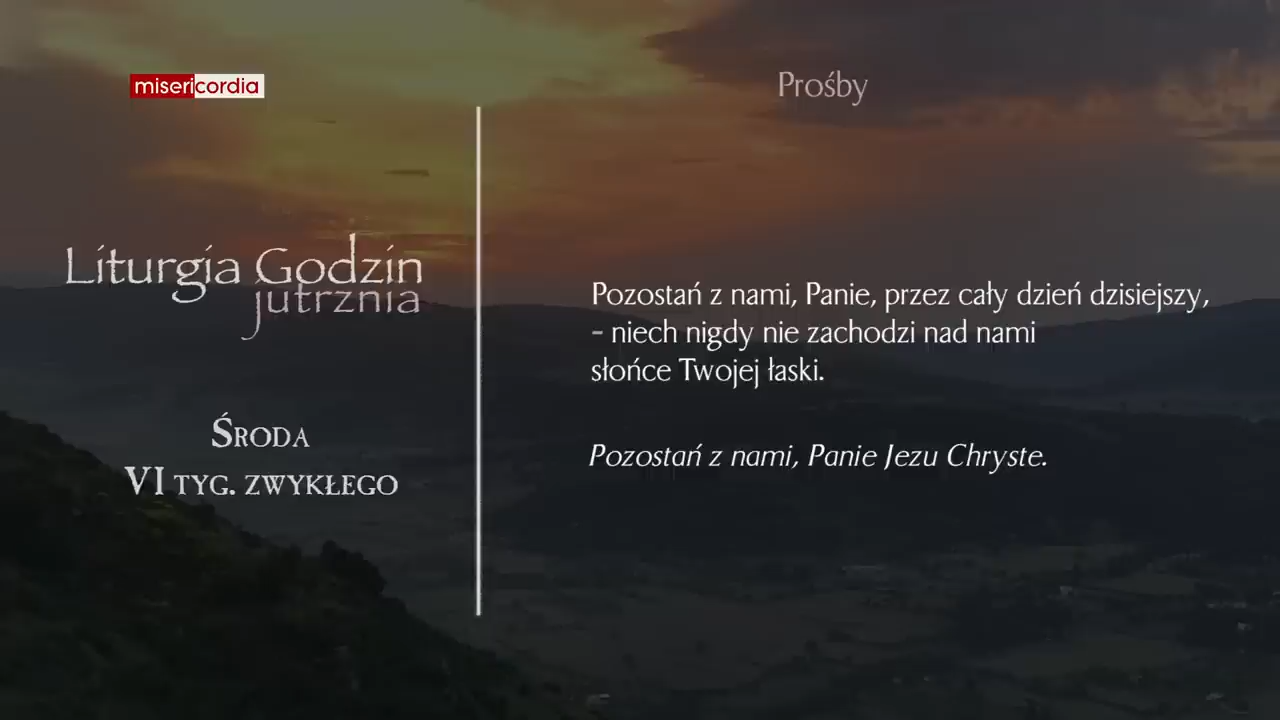 misericordia
Prośby
Liturgia Godzin
jutrznia
Środa
VI tyg. zwykłego
Pozostań z nami, Panie, przez cały dzień dzisiejszy,
- niech nigdy nie zachodzi nad nami
słońce Twojej łaski.
Pozostań z nami, Panie Jezu Chryste.